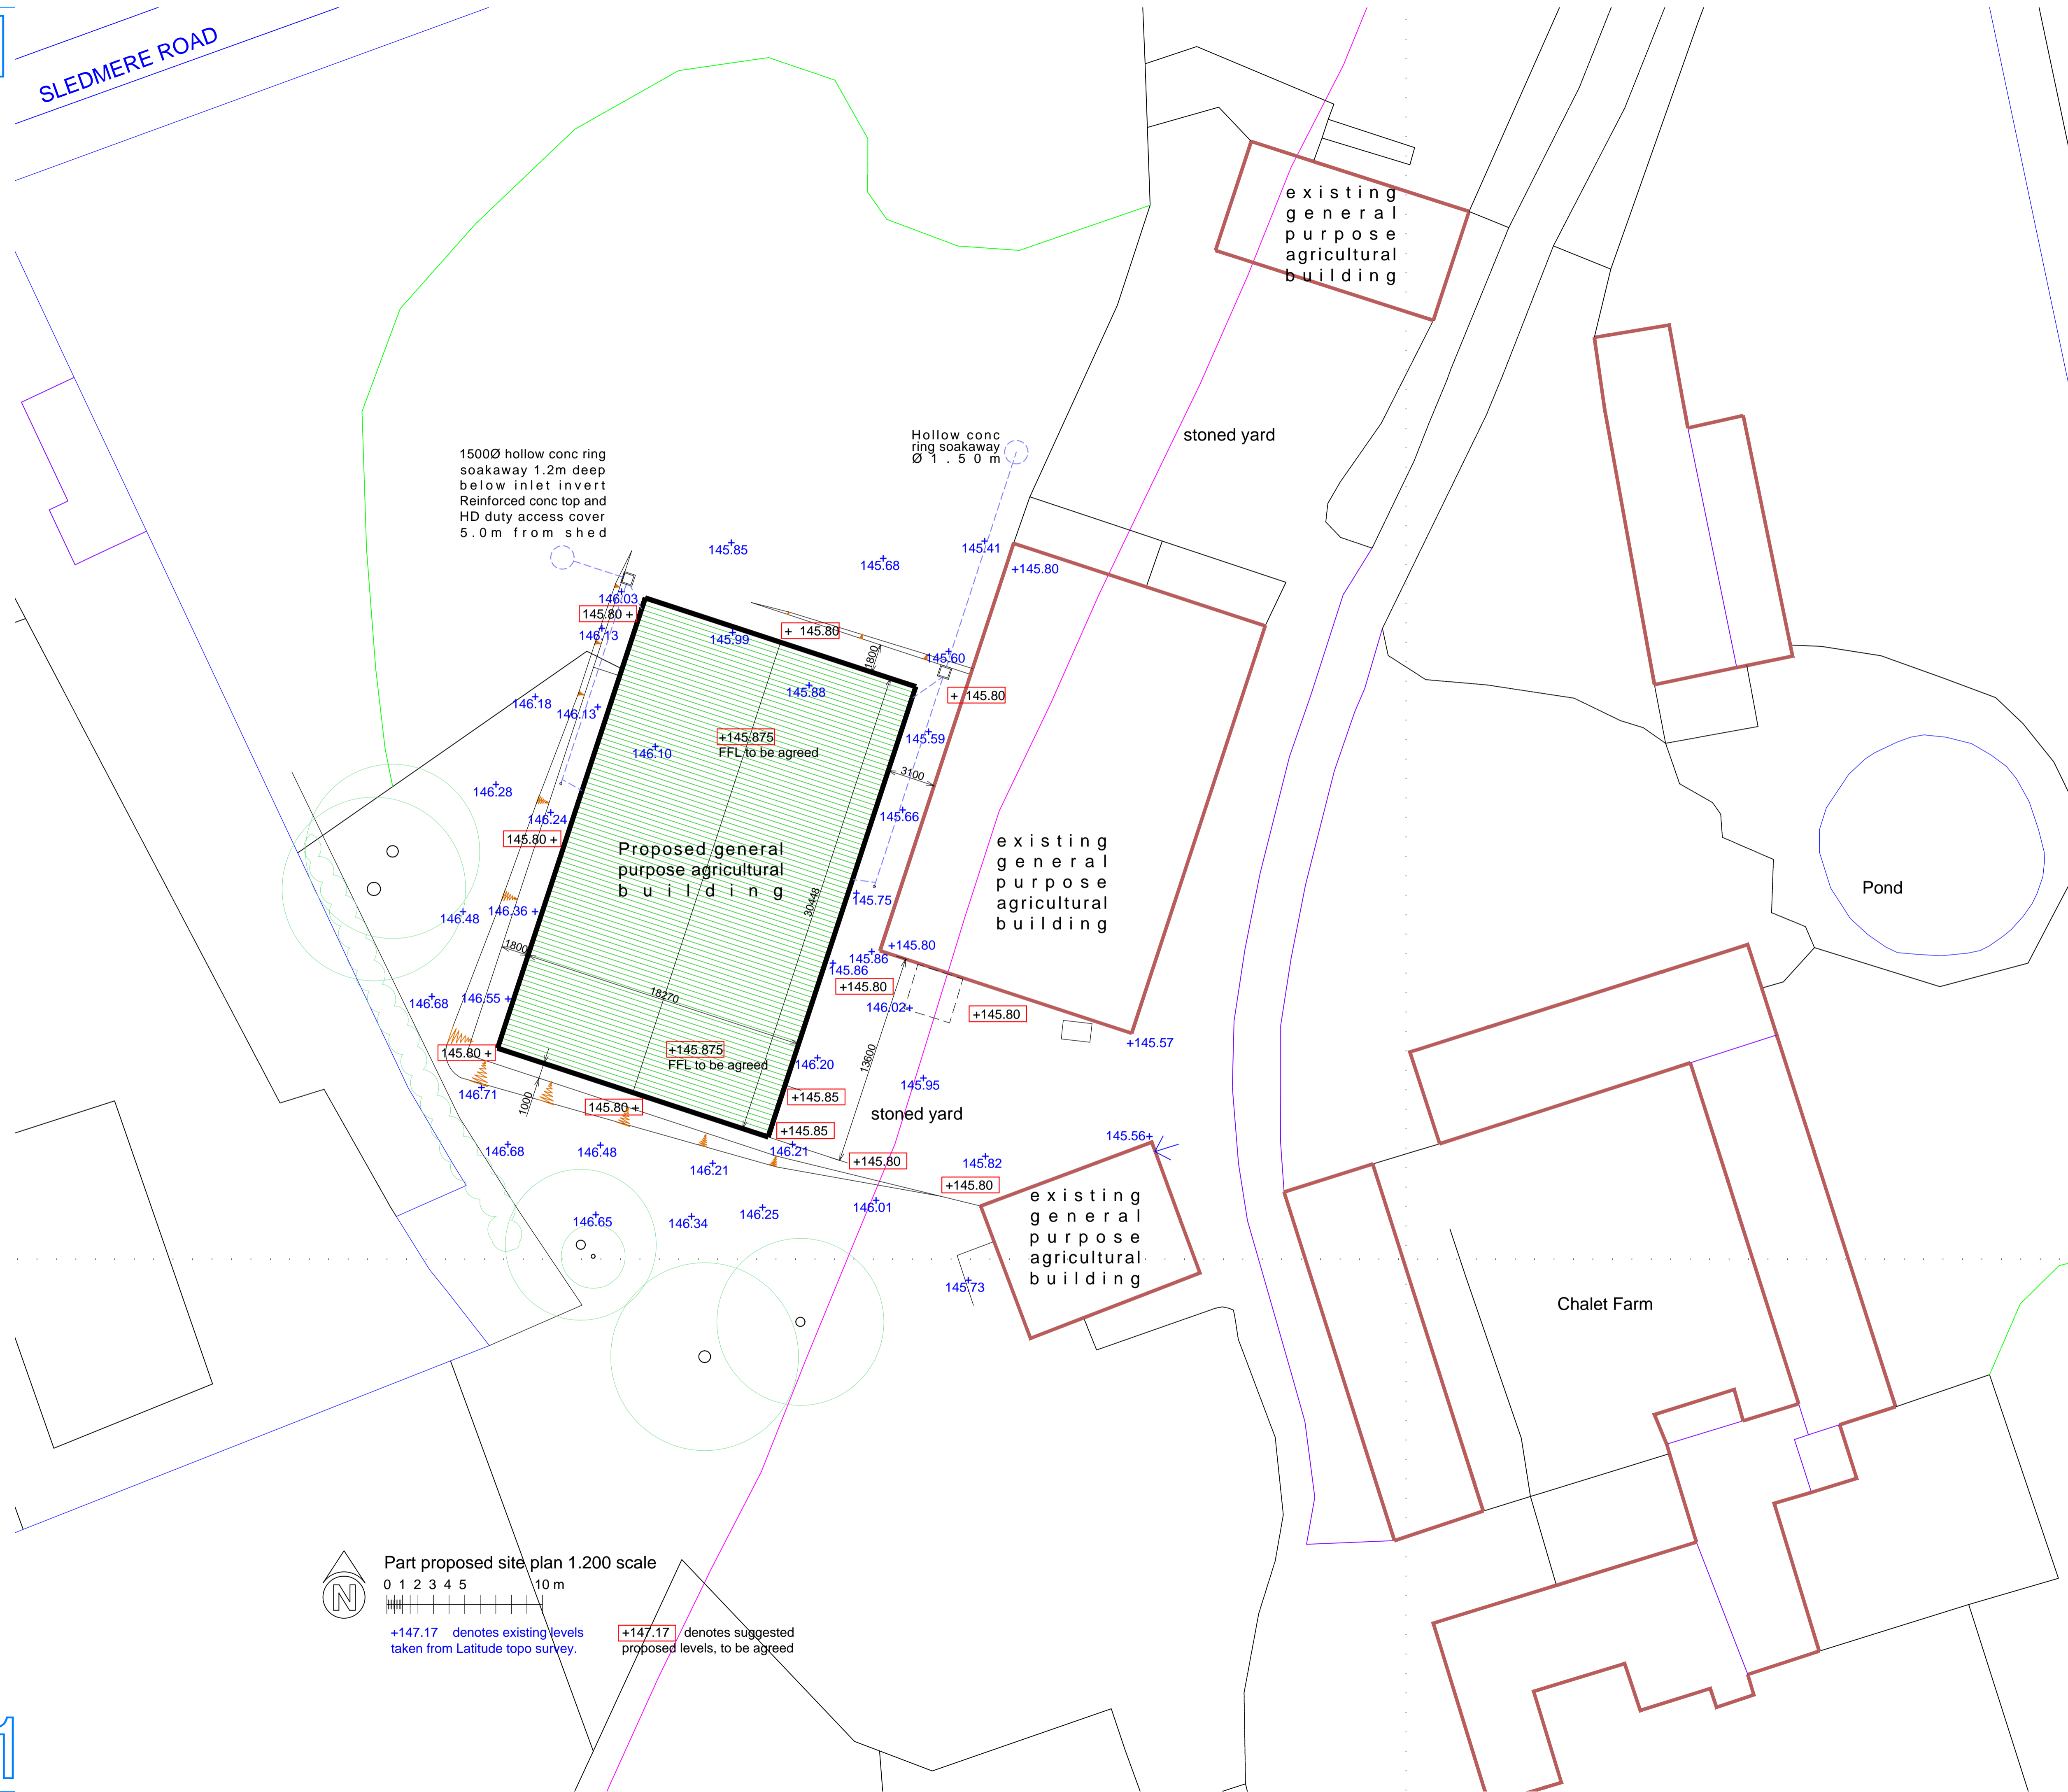 SLEDMERE ROAD
existing
general
purpose
agricultural
building
stoned yard
Hollow conc
ring soakaway
Ø 1.50 m
1500Ø hollow conc ring
soakaway 1.2m deep
below inlet invert
Reinforced conc top and
HD duty access cover
5.0m from shed
145.85
145.68
145.41
+145.80
146.03
145.80 +
146.13
145.99
+ 145.80
1800
145.60
145.88
+ 145.80
146.18
146.13
145.59
+145.875
FFL to be agreed
146.10
3100
146.28
146.24
145.66
145.80 +
Proposed general
purpose agricultural
building
existing
general
purpose
agricultural
building
30448
145.75
Pond
146.48
146.36 +
1800
+145.80
145.86
145.86
+145.80
18270
146.68
146.55 +
146.02+
+145.80
+145.57
145.80 +
+145.875
FFL to be agreed
146.20
13600
145.95
146.71
1000
145.80 +
+145.85
stoned yard
+145.85
145.56+
146.68
146.48
146.21
146.21
+145.80
145.82
+145.80
146.65
146.34
146.25
146.01
existing
general
purpose
agricultural
building
145.73
Chalet Farm
Part proposed site plan 1.200 scale
N
0 1 2 3 4 5 10 m
+147.17 denotes existing levels
taken from Latitude topo survey.
+147.17 denotes suggested
proposed levels, to be agreed